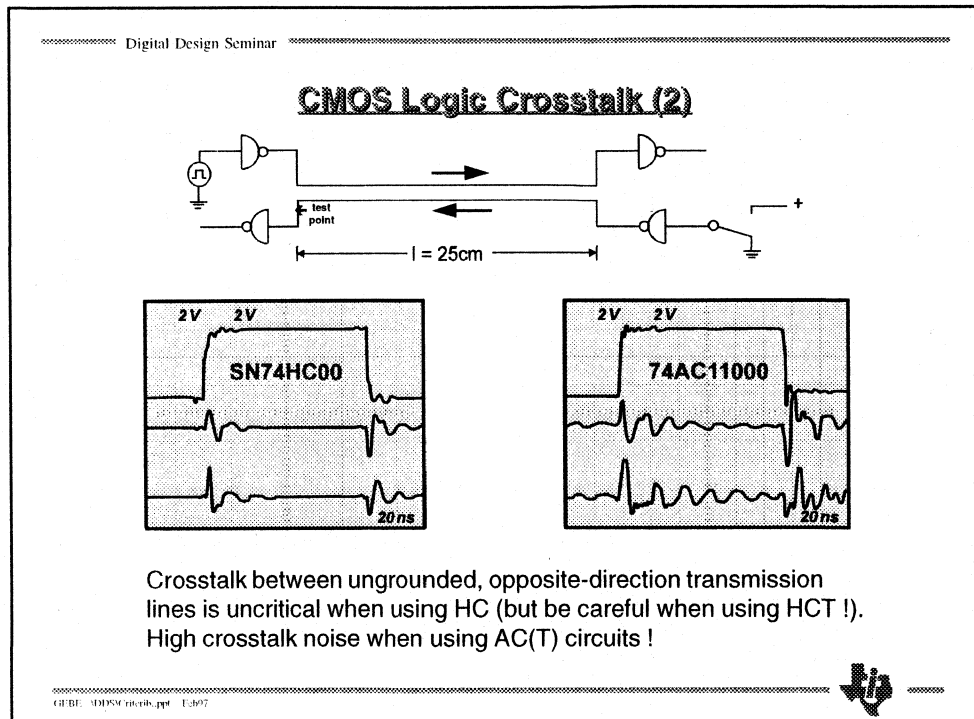 Digital Design Seminar
CMOS Logic Crosstalk (2)
test
point
+
l = 25cm
2V 2V
SN74HC00
20ns
2V 2V
74AC11000
20ns
Crosstalk between ungrounded, opposite-direction transmission
lines is uncritical when using HC (but be careful when using HCT !).
High crosstalk noise when using AC(T) circuits !
Feb97